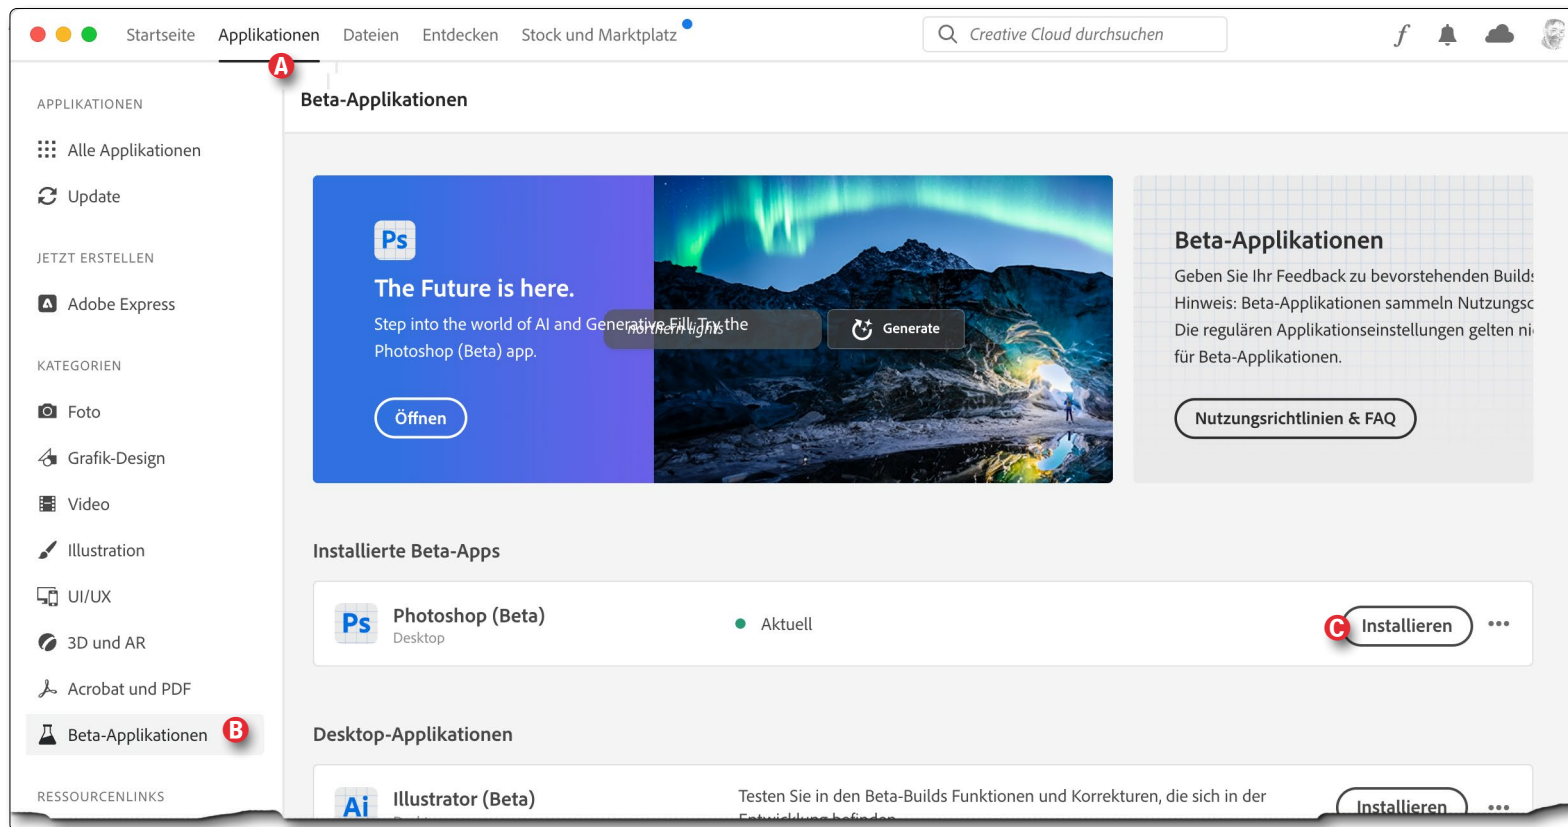 Startseite Applikationen Dateien Entdecken Stock und Marktplatz Creative Cloud durchsuchen
A
APPLIKATIONEN
Alle Applikationen
Update
JETZT ERSTELLEN
Adobe Express
KATEGORIEN
Foto
Grafik-Design
Video
Illustration
UI/UX
3D und AR
Acrobat und PDF
Beta-Applikationen B
RESSOURCENLINKS
Beta-Applikationen
Ps
The Future is here.
Step into the world of AI and Generative Fill. Try the
Photoshop (Beta) app.
Öffnen
northern lights
Generate
Beta-Applikationen
Geben Sie Ihr Feedback zu bevorstehenden Builds
Hinweis: Beta-Applikationen sammeln
Die regulären Applikationseinstellungen gelten
für Beta-Applikationen.
Nutzungsrichtlinien & FAQ
Installierte Beta-Apps
Ps Photoshop (Beta)
Desktop
Aktuell
C Installieren
Desktop-Applikationen
Ai Illustrator (Beta)
Testen Sie in den Beta-Builds Funktionen und Korrekturen, die sich in der
Entwicklung befinden
Installieren